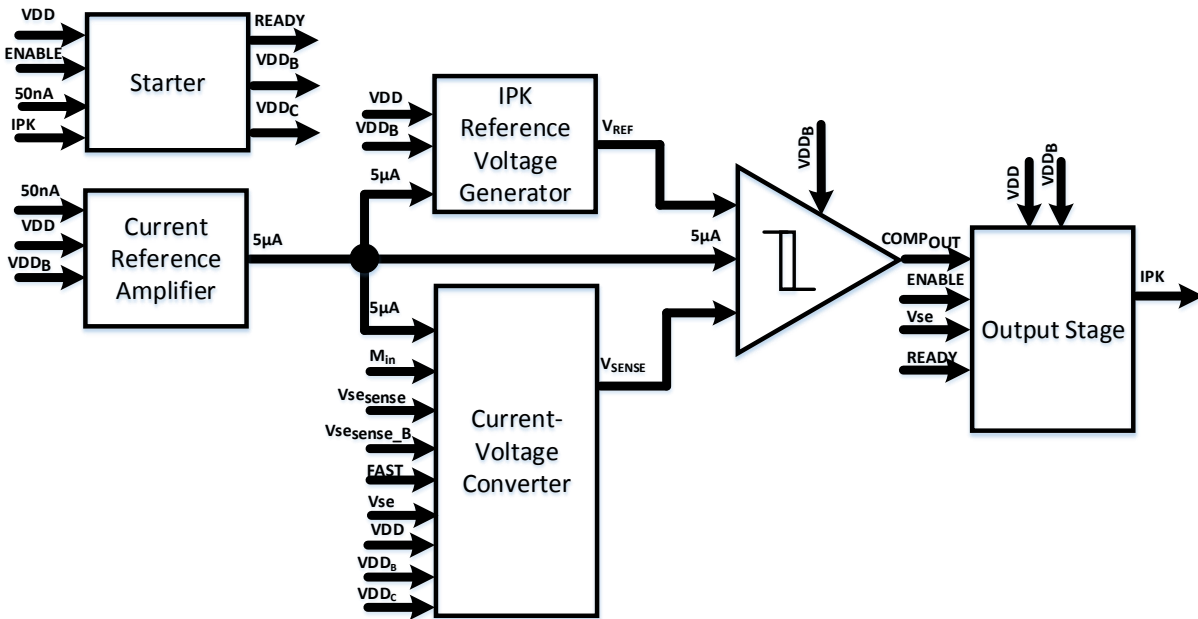 VDD
ENABLE
50nA
IPK
Starter
READY
VDDB
VDDC
50nA
VDD
VDDB
Current
Reference
Amplifier
5µA
VDD
VDDB
5µA
IPK
Reference
Voltage
Generator
VREF
5µA
Min
Vsesense
Vsesense_B
FAST
Vse
VDD
VDDB
VDDC
Current-
Voltage
Converter
VSENSE
5µA
VDDB
COMPOUT
ENABLE
Vse
READY
VDD
VDDB
Output Stage
IPK